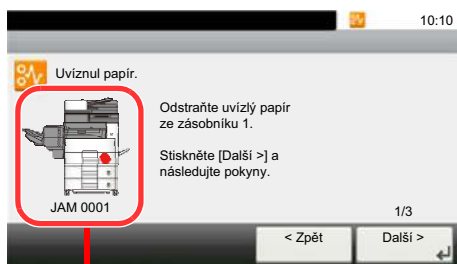 10:10
Uvíznul papír.
Odstraňte uvízlý papír
ze zásobníku 1.
Stiskněte [Další >] a
následujte pokyny.
JAM 0001
1/3
< Zpět
Další >